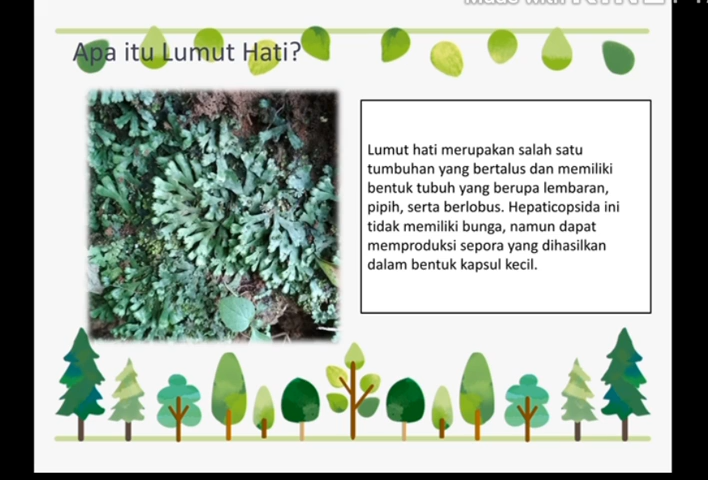 Apa itu Lumut Hati?
Lumut hati merupakan salah satu
tumbuhan yang bertalus dan memiliki
bentuk tubuh yang berupa lembaran,
pipih, serta berlobus. Hepaticopsida ini
tidak memiliki bunga, namun dapat
memproduksi sepora yang dihasilkan
dalam bentuk kapsul kecil.